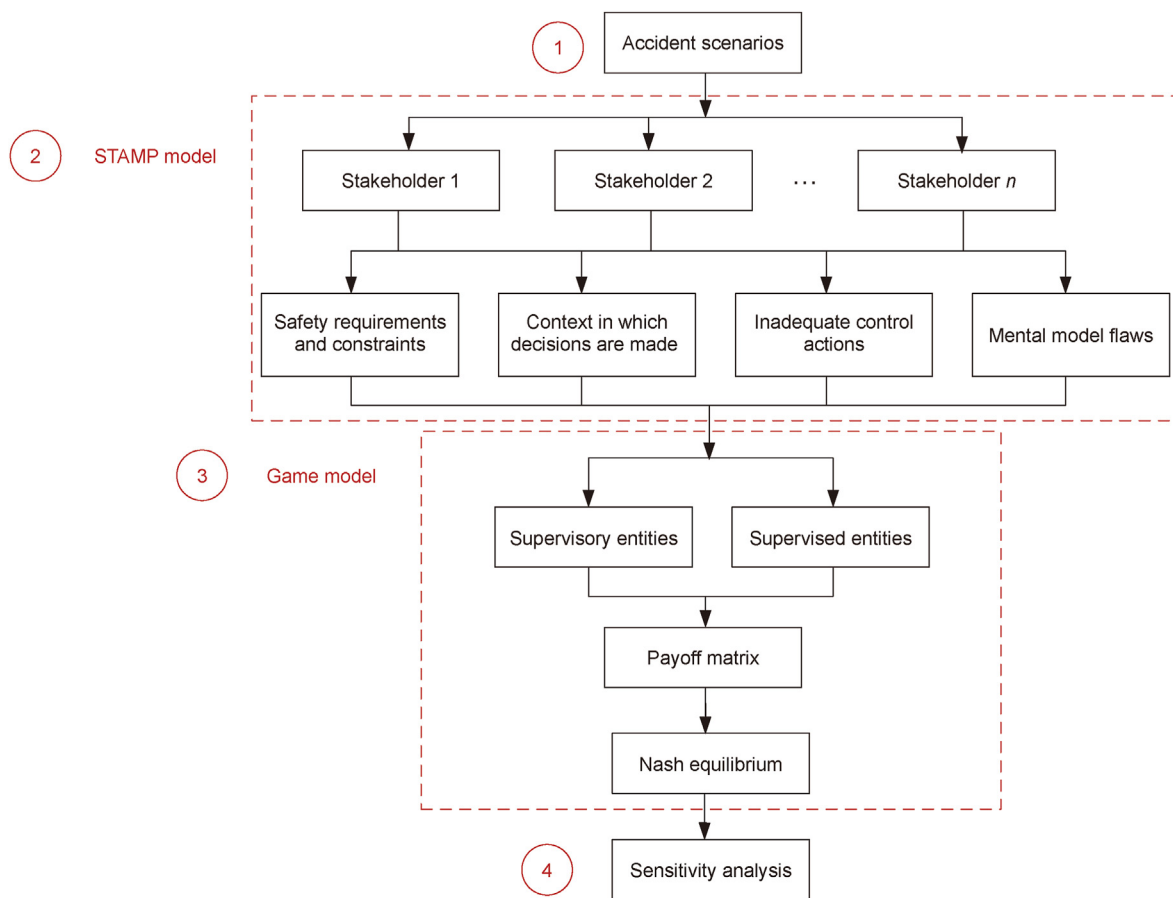 1
Accident scenarios
2
STAMP model
Stakeholder 1
Stakeholder 2
...
Stakeholder n
Safety requirements
and constraints
Context in which
decisions are made
Inadequate control
actions
Mental model flaws
3
Game model
Supervisory entities
Supervised entities
Payoff matrix
Nash equilibrium
4
Sensitivity analysis